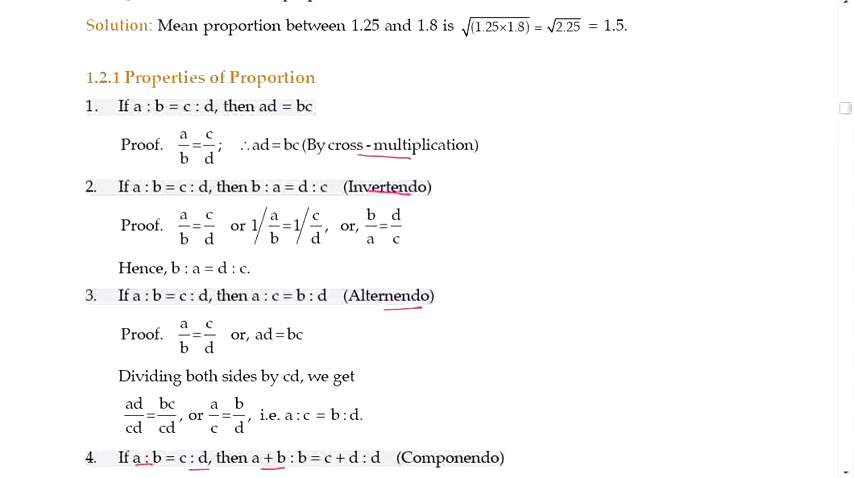 Solution: Mean proportion between 1.25 and 1.8 is √(1.25×1.8) = √2.25 = 1.5.
1.2.1 Properties of Proportion
1. If a : b = c : d, then ad = bc
Proof. a/b = c/d ; ∴ ad = bc (By cross - multiplication)
2. If a : b = c : d, then b : a = d : c (Invertendo)
Proof. a/b = c/d or 1/(a/b) = 1/(c/d), or, b/a = d/c
Hence, b : a = d : c.
3. If a : b = c : d, then a : c = b : d (Alternendo)
Proof. a/b = c/d or, ad = bc
Dividing both sides by cd, we get
ad/cd = bc/cd, or a/c = b/d, i.e. a : c = b : d.
4. If a : b = c : d, then a + b : b = c + d : d (Componendo)